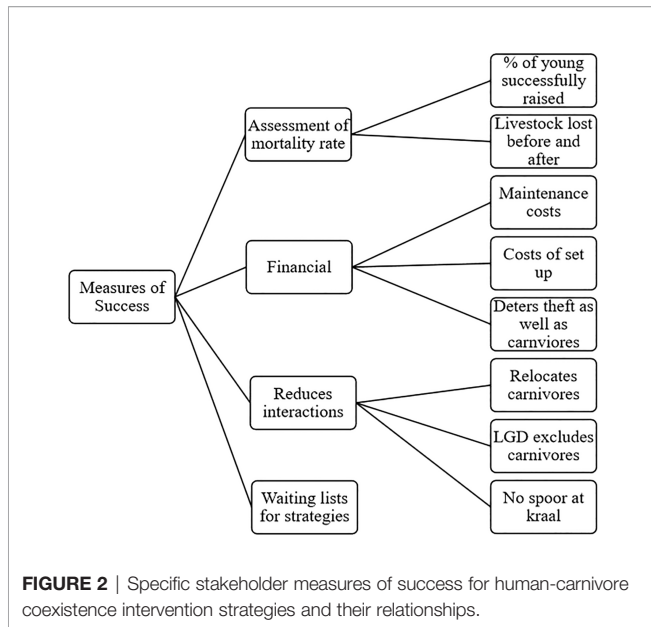 % of young
successfully
raised
Assessment of
mortality rate
Livestock lost
before and
after
Maintenance
costs
Financial
Costs of set
up
Measures of
Success
Deters theft as
well as
carnviores
Reduces
interactions
Relocates
carnivores
LGD excludes
carnivores
Waiting lists
for strategies
No spoor at
kraal
FIGURE 2 | Specific stakeholder measures of success for human-carnivore
coexistence intervention strategies and their relationships.